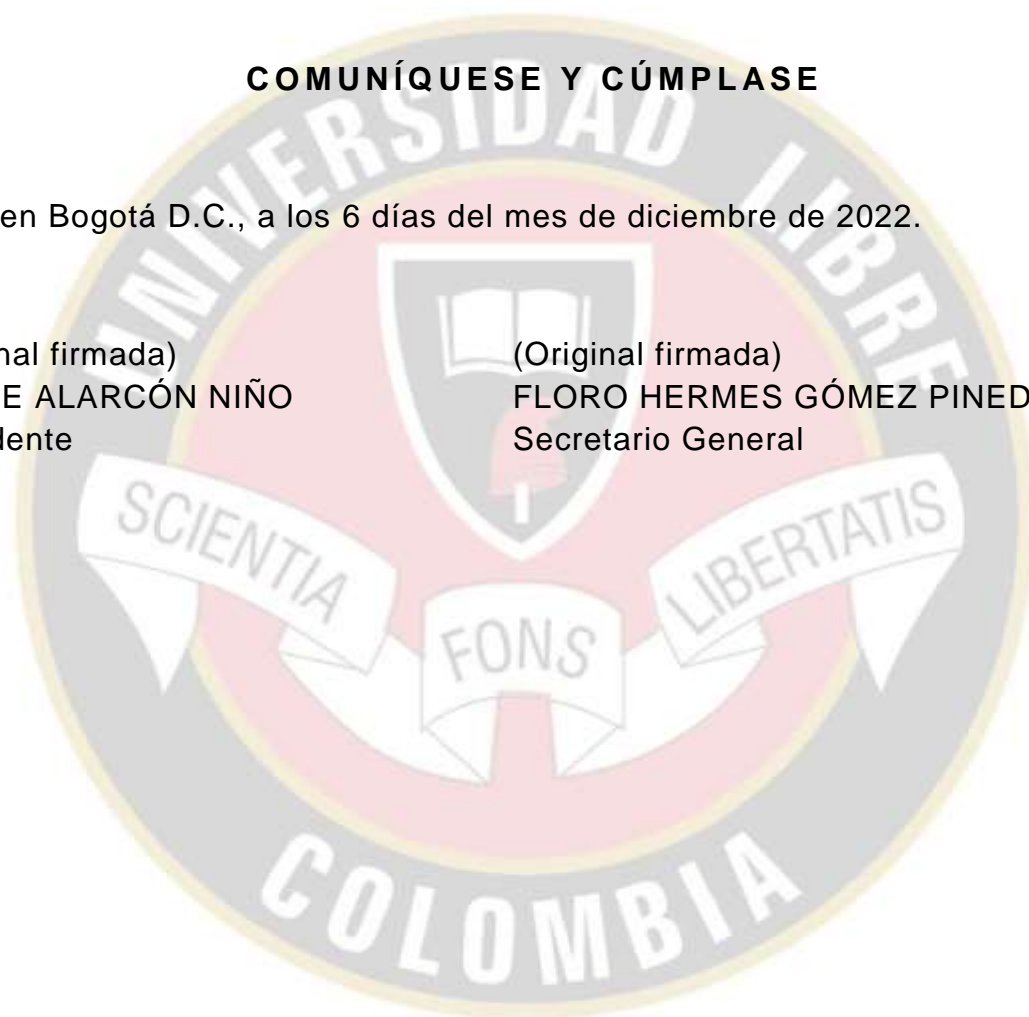 COMUNÍQUESE Y CÚMPLASE
en Bogotá D.C., a los 6 días del mes de diciembre de 2022.
nal firmada) (Original firmada)
E ALARCÓN NIÑO FLORO HERMES GÓMEZ PINED
dente Secretario General
UNIVERSIDAD LIBRE
SCIENTIA
FONS
LIBERTATIS
COLOMBIA